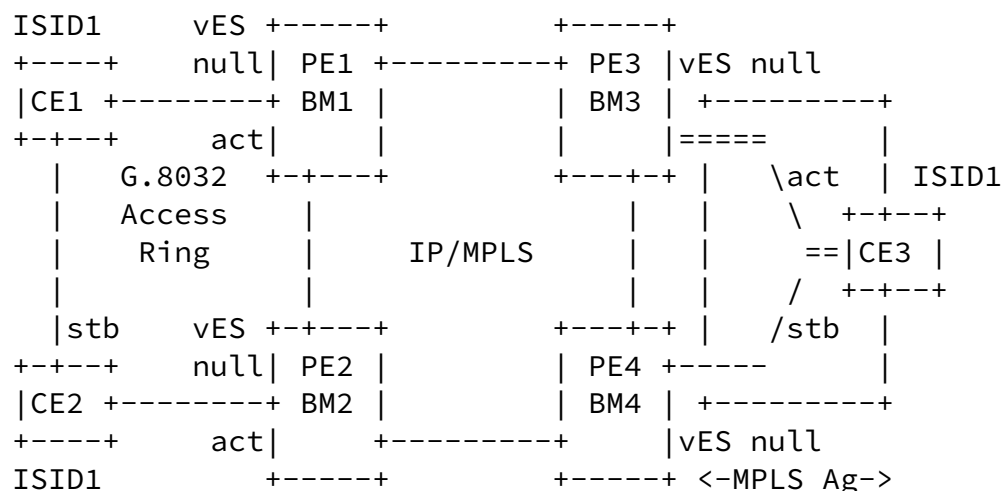 ISID1     vES +-----+         +-----+
+----+    null| PE1 +---------+ PE3 |vES null
|CE1 +--------+ BM1 |         | BM3 | +---------+
+-+--+     act|     |         |     |=====      |
  |   G.8032  +-+---+         +---+-+ |   \act  | ISID1
  |   Access    |                 |   |    \  +-+--+
  |    Ring     |     IP/MPLS     |   |     ==|CE3 |
  |             |                 |   |    /  +-+--+
  |stb    vES +-+---+         +---+-+ |   /stb  |
+-+--+    null| PE2 |         | PE4 +-----      |
|CE2 +--------+ BM2 |         | BM4 | +---------+
+----+     act|     +---------+     |vES null
ISID1         +-----+         +-----+ <-MPLS Ag->